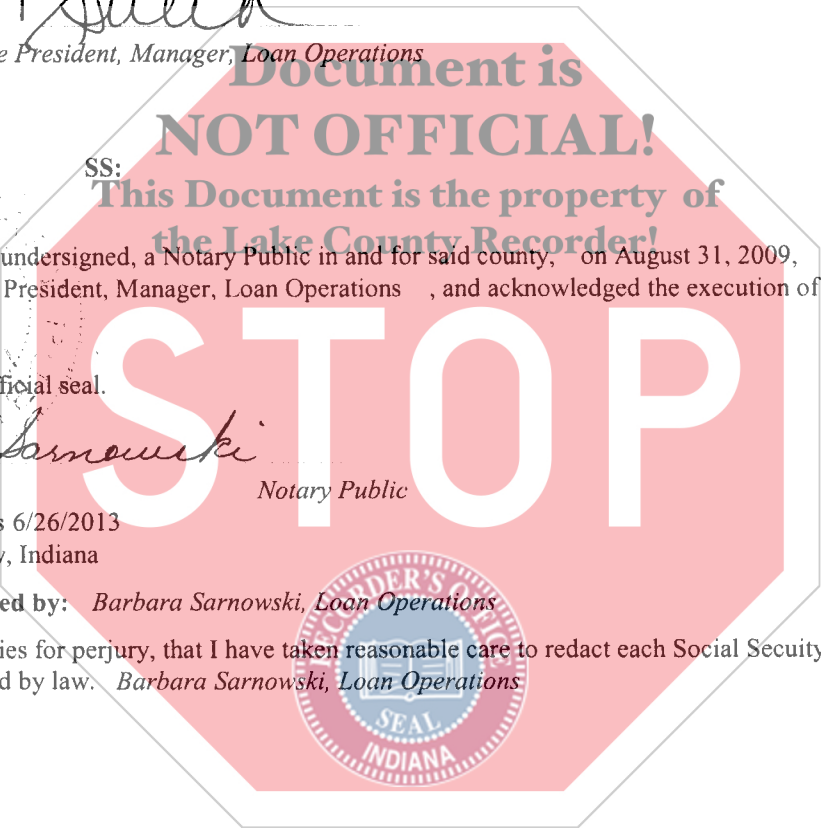 e President, Manager, Loan Operations
Document is
NOT OFFICIAL!
SS:
This Document is the property of
the Lake County Recorder!
undersigned, a Notary Public in and for said county, on August 31, 2009,
President, Manager, Loan Operations , and acknowledged the execution of
STOP
ficial seal.
Sarnowski
Notary Public
s 6/26/2013
y, Indiana
ed by: Barbara Sarnowski, Loan Operations
ies for perjury, that I have taken reasonable care to redact each Social Secuity
d by law. Barbara Sarnowski, Loan Operations
RECORDER'S OFFICE
SEAL
INDIANA